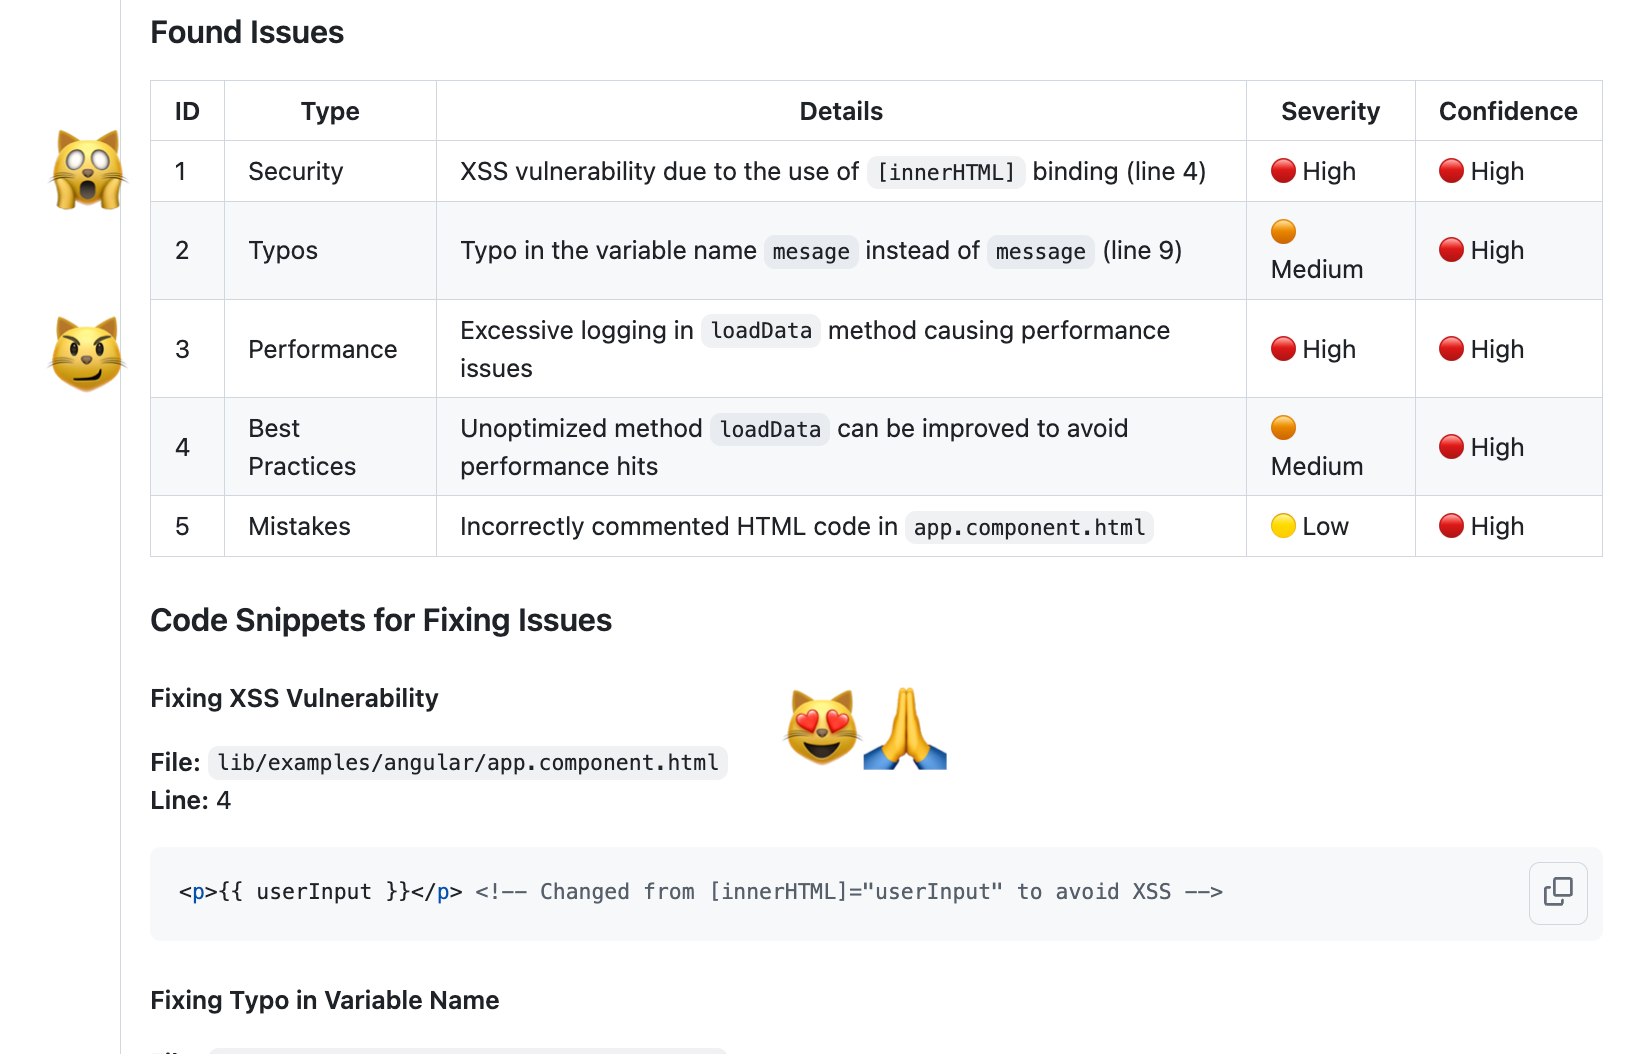 Found Issues
ID Type Details Severity Confidence
1 Security XSS vulnerability due to the use of [innerHTML] binding (line 4) High High
2 Typos Typo in the variable name mesage instead of message (line 9) Medium High
3 Performance Excessive logging in loadData method causing performance
issues High High
4 Best
Practices Unoptimized method loadData can be improved to avoid
performance hits Medium High
5 Mistakes Incorrectly commented HTML code in app.component.html Low High
Code Snippets for Fixing Issues
Fixing XSS Vulnerability
File: lib/examples/angular/app.component.html
Line: 4
<p>{{ userInput }}</p> <!-- Changed from [innerHTML]="userInput" to avoid XSS -->
Fixing Typo in Variable Name